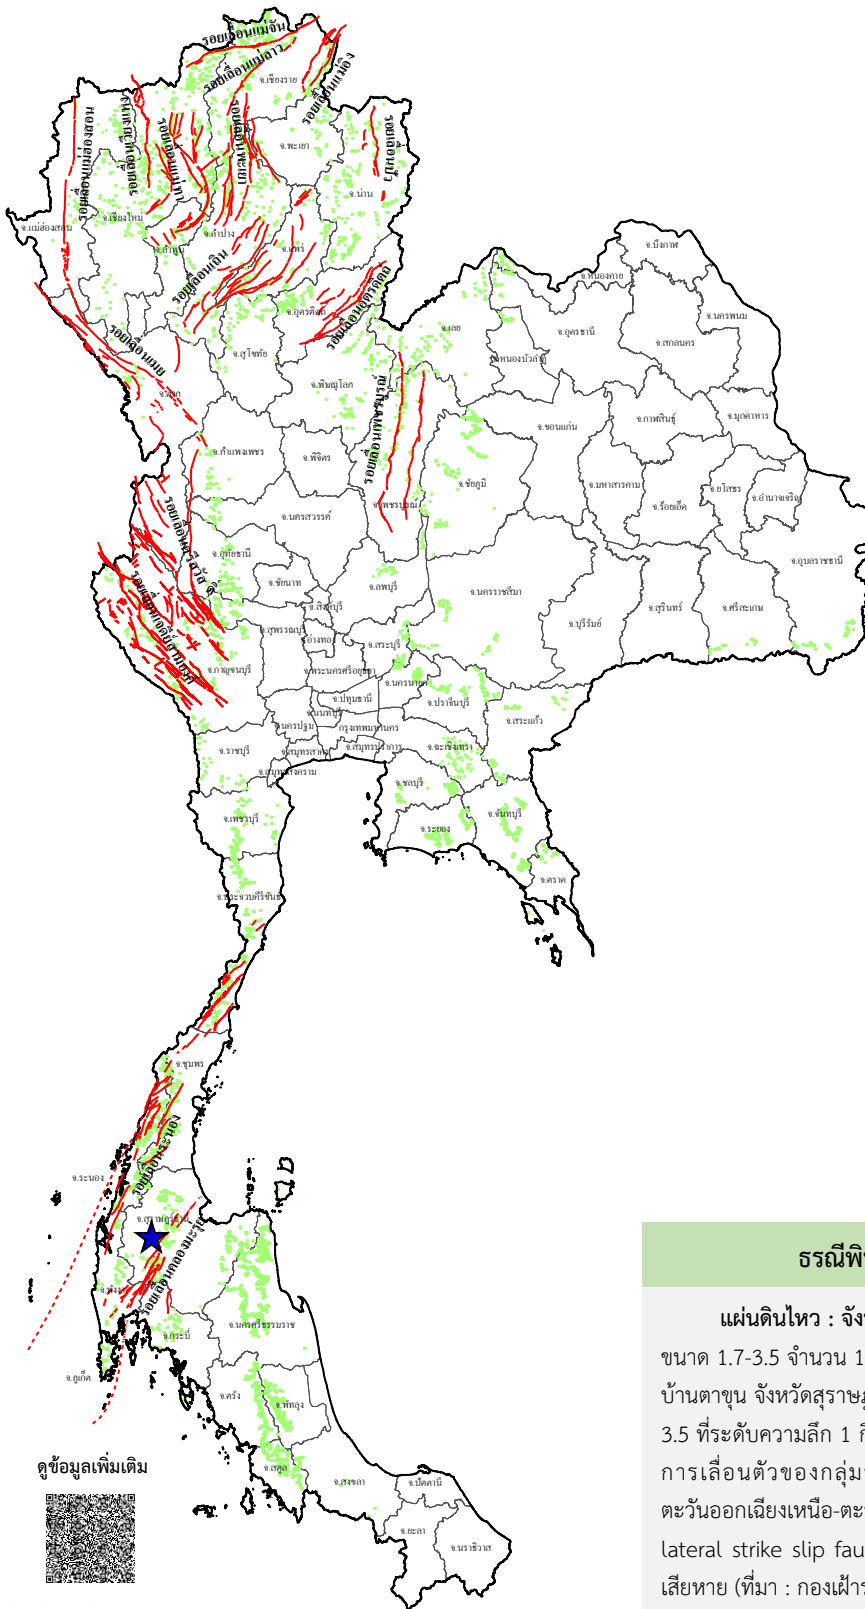 รอยเลื่อนแม่จัน
รอยเลื่อนแม่ลาว
จ.เชียงราย
รอยเลื่อนแม่อิง
รอยเลื่อนแม่ฮ่องสอน
รอยเลื่อนแม่ทา
รอยเลื่อนพะเยา
จ.พะเยา
รอยเลื่อนปัว
จ.น่าน
จ.แม่ฮ่องสอน
จ.เชียงใหม่
จ.ลำพูน
จ.ลำปาง
จ.แพร่
รอยเลื่อนเถิน
จ.อุตรดิตถ์
รอยเลื่อนอุตรดิตถ์
รอยเลื่อนเมย
จ.ตาก
จ.สุโขทัย
จ.พิษณุโลก
จ.เลย
จ.บึงกาฬ
จ.หนองคาย
จ.นครพนม
จ.อุดรธานี
จ.สกลนคร
จ.หนองบัวลำภู
รอยเลื่อนเพชรบูรณ์
จ.ขอนแก่น
จ.กาฬสินธุ์
จ.มุกดาหาร
จ.กำแพงเพชร
จ.พิจิตร
จ.ชัยภูมิ
จ.มหาสารคาม
จ.ยโสธร
จ.อำนาจเจริญ
จ.ร้อยเอ็ด
จ.เพชรบูรณ์
จ.นครสวรรค์
จ.อุทัยธานี
จ.ชัยนาท
จ.ลพบุรี
จ.นครราชสีมา
จ.อุบลราชธานี
จ.บุรีรัมย์
จ.สุรินทร์
จ.ศรีสะเกษ
รอยเลื่อนเจดีย์สามองค์
จ.สิงห์บุรี
จ.สุพรรณบุรี
จ.อ่างทอง
จ.สระบุรี
จ.กาญจนบุรี
จ.พระนครศรีอยุธยา
จ.นครนายก
จ.ปราจีนบุรี
จ.ปทุมธานี
จ.นนทบุรี
จ.นครปฐม
กรุงเทพมหานคร
จ.สระแก้ว
จ.ราชบุรี
จ.สมุทรสาคร
จ.สมุทรปราการ
จ.ฉะเชิงเทรา
จ.สมุทรสงคราม
จ.ชลบุรี
จ.เพชรบุรี
จ.ระยอง
จ.จันทบุรี
จ.ตราด
จ.ประจวบคีรีขันธ์
จ.ชุมพร
รอยเลื่อนระนอง
จ.ระนอง
จ.สุราษฎร์ธานี
รอยเลื่อนคลองมะรุ่ย
จ.พังงา
จ.กระบี่
จ.นครศรีธรรมราช
จ.ภูเก็ต
จ.ตรัง
จ.พัทลุง
จ.สตูล
จ.สงขลา
จ.ปัตตานี
จ.ยะลา
จ.นราธิวาส
ดูข้อมูลเพิ่มเติม
ธรณีพิ
แผ่นดินไหว : จัง
ขนาด 1.7-3.5 จำนวน 1
บ้านตาขุน จังหวัดสุราษฎ
3.5 ที่ระดับความลึก 1 กิ
การเลื่อนตัวของกลุ่ม
ตะวันออกเฉียงเหนือ-ตะ
lateral strike slip fau
เสียหาย (ที่มา : กองเฝ้าร